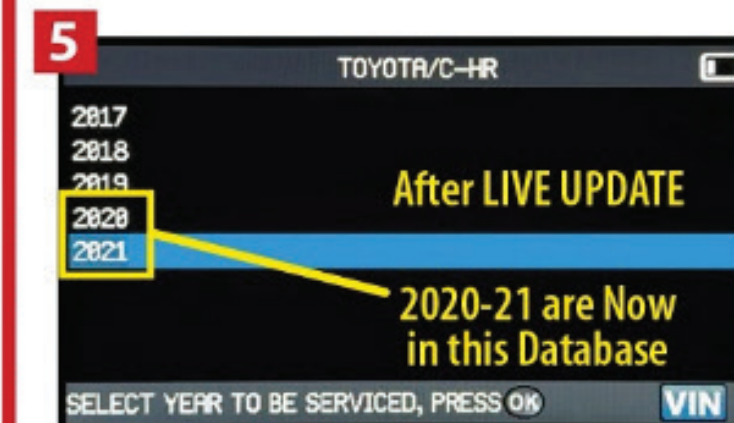 5
TOYOTA/C-HR
2017
2018
2019
2020
2021
After LIVE UPDATE
2020-21 are Now
in this Database
SELECT YEAR TO BE SERVICED, PRESS OK
VIN